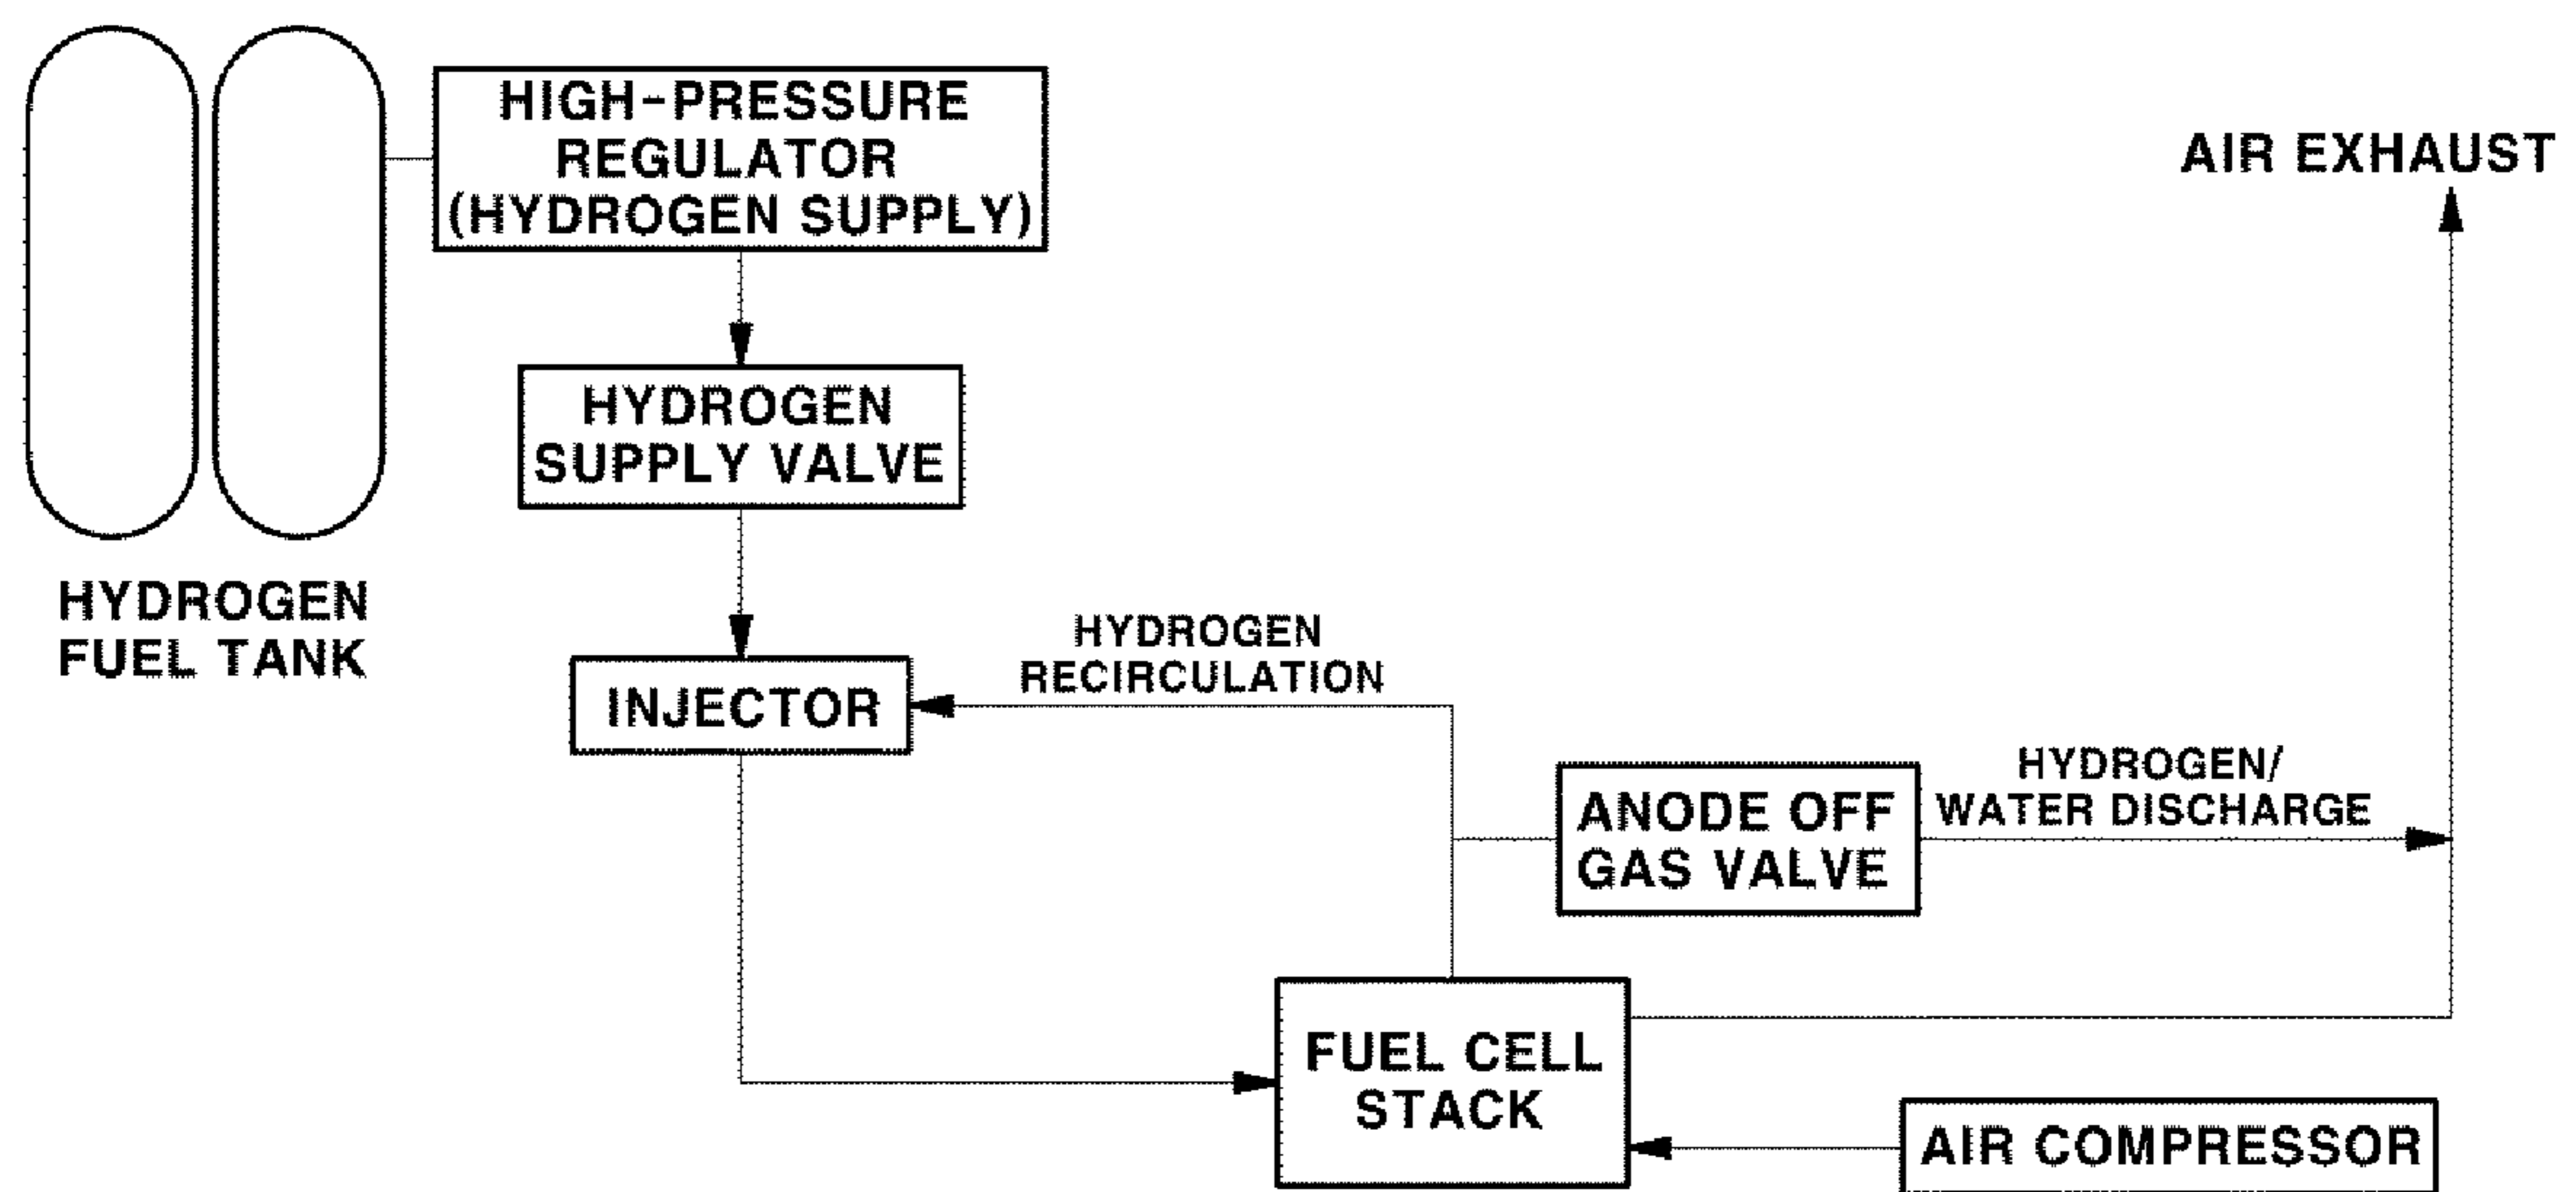 HIGH-PRESSURE
REGULATOR
(HYDROGEN SUPPLY)
AIR EXHAUST
HYDROGEN
SUPPLY VALVE
HYDROGEN
FUEL TANK
HYDROGEN
RECIRCULATION
INJECTOR
HYDROGEN/
WATER DISCHARGE
ANODE OFF
GAS VALVE
FUEL CELL
STACK
AIR COMPRESSOR